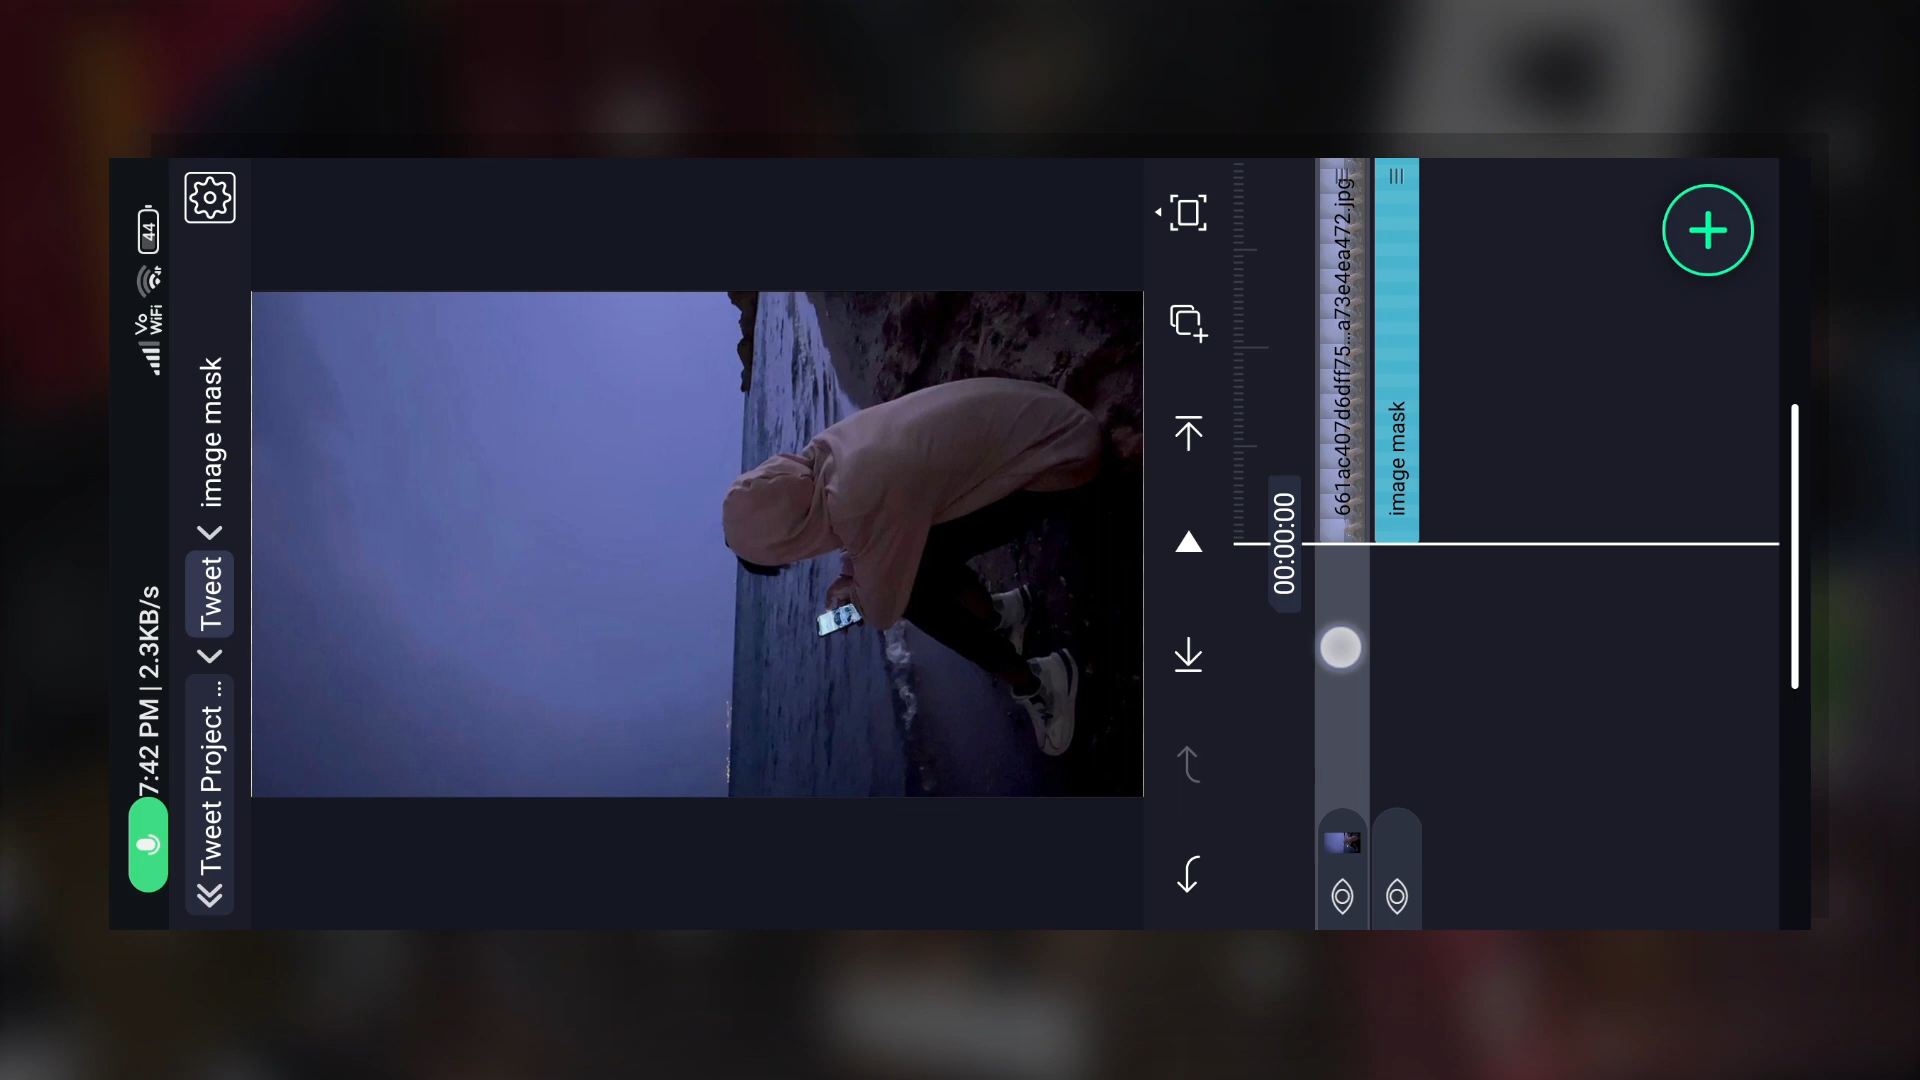 7:42 PM | 2.3KB/s
Vo
WiFi
44
Tweet Project ...
Tweet
image mask
00:00:00
661ac407d6dff75...a73e4ea472.jpg
image mask